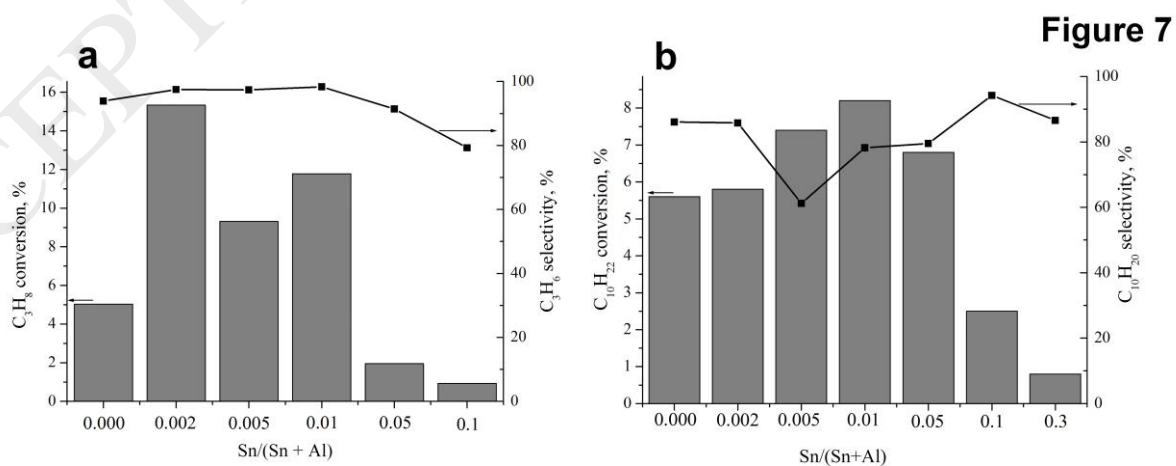 Figure 7
a
16
14
12
10
8
6
4
2
0
C3H8 conversion, %
100
80
60
40
20
0
C3H6 selectivity, %
0.000 0.002 0.005 0.01 0.05 0.1
Sn/(Sn + Al)
b
8
7
6
5
4
3
2
1
0
C10H22 conversion, %
100
80
60
40
20
0
C10H20 selectivity, %
0.000 0.002 0.005 0.01 0.05 0.1 0.3
Sn/(Sn+Al)
CEPT